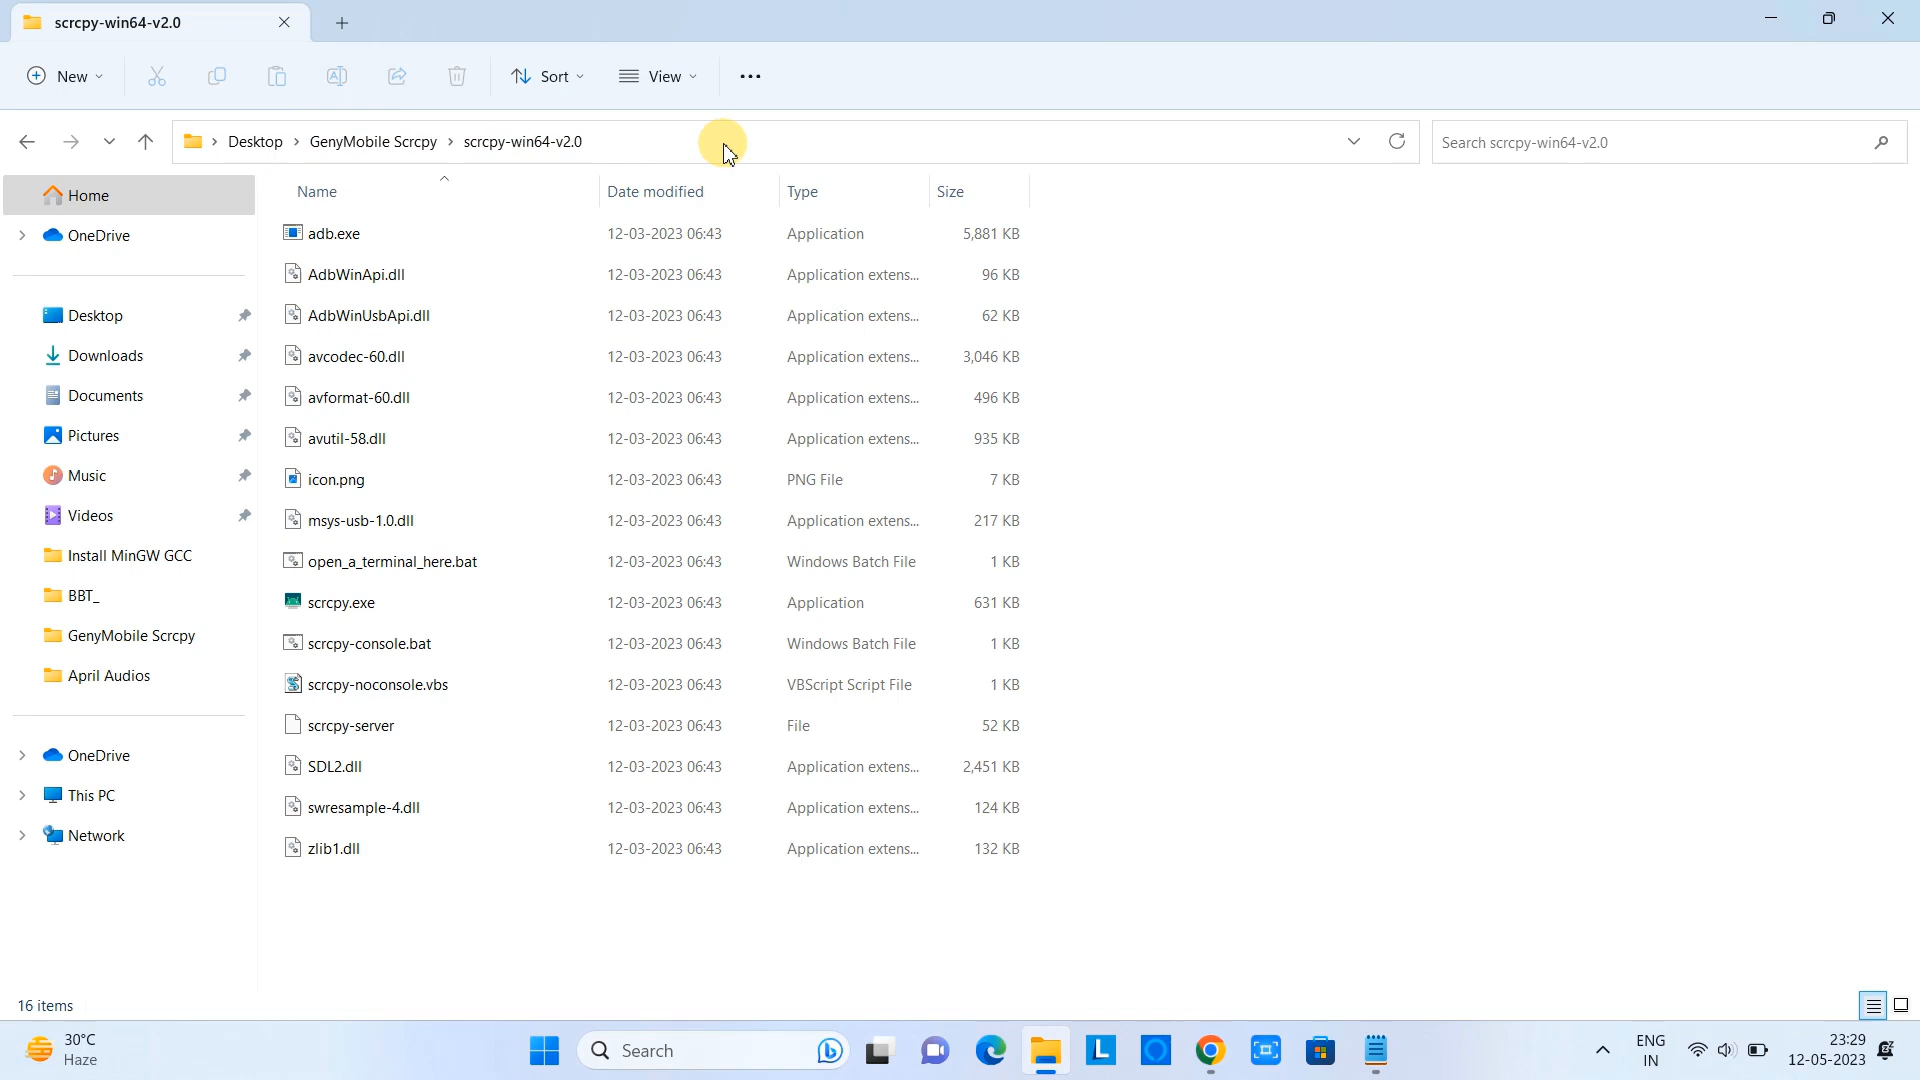 scrcpy-win64-v2.0
New
Sort
View
Desktop
GenyMobile Scrcpy
scrcpy-win64-v2.0
Search scrcpy-win64-v2.0
Home
OneDrive
Desktop
Downloads
Documents
Pictures
Music
Videos
Install MinGW GCC
BBT_
GenyMobile Scrcpy
April Audios
OneDrive
This PC
Network
Name Date modified Type Size
adb.exe 12-03-2023 06:43 Application 5,881 KB
AdbWinApi.dll 12-03-2023 06:43 Application extens... 96 KB
AdbWinUsbApi.dll 12-03-2023 06:43 Application extens... 62 KB
avcodec-60.dll 12-03-2023 06:43 Application extens... 3,046 KB
avformat-60.dll 12-03-2023 06:43 Application extens... 496 KB
avutil-58.dll 12-03-2023 06:43 Application extens... 935 KB
icon.png 12-03-2023 06:43 PNG File 7 KB
msys-usb-1.0.dll 12-03-2023 06:43 Application extens... 217 KB
open_a_terminal_here.bat 12-03-2023 06:43 Windows Batch File 1 KB
scrcpy.exe 12-03-2023 06:43 Application 631 KB
scrcpy-console.bat 12-03-2023 06:43 Windows Batch File 1 KB
scrcpy-noconsole.vbs 12-03-2023 06:43 VBScript Script File 1 KB
scrcpy-server 12-03-2023 06:43 File 52 KB
SDL2.dll 12-03-2023 06:43 Application extens... 2,451 KB
swresample-4.dll 12-03-2023 06:43 Application extens... 124 KB
zlib1.dll 12-03-2023 06:43 Application extens... 132 KB
16 items
30°C
Haze
Search
L
ENG
IN
23:29
12-05-2023